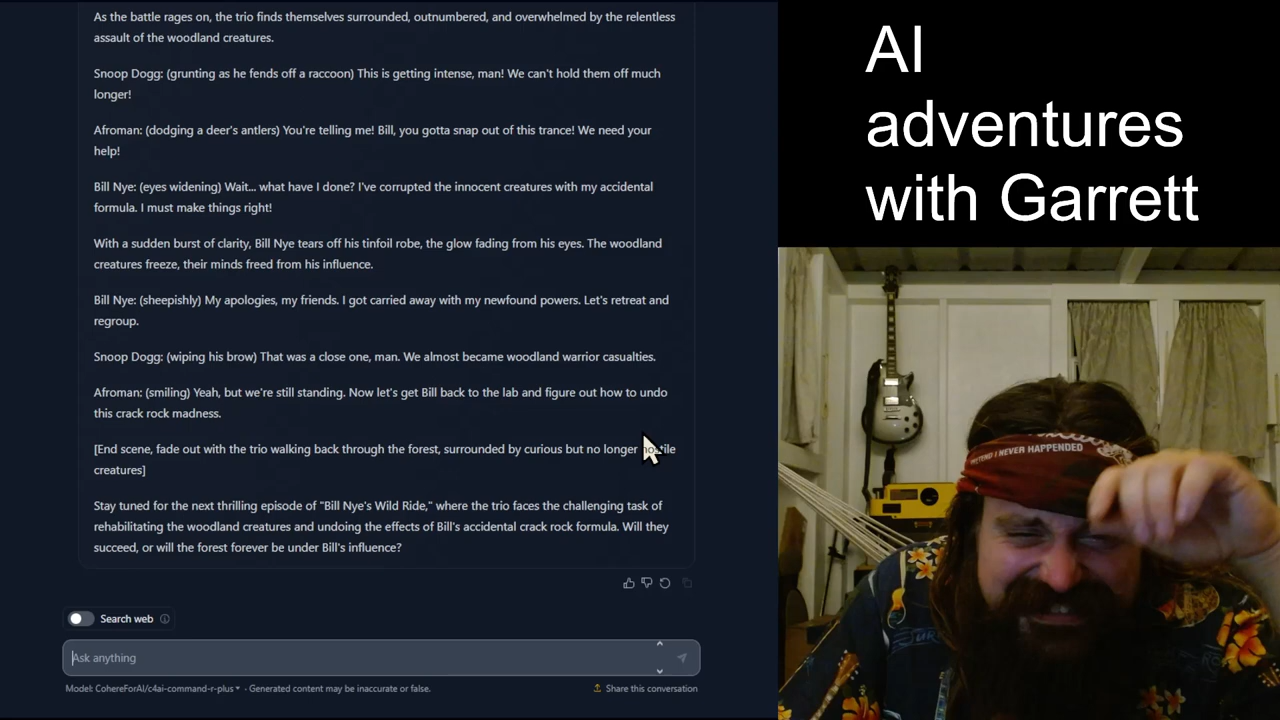 As the battle rages on, the trio finds themselves surrounded, outnumbered, and overwhelmed by the relentless
assault of the woodland creatures.
Snoop Dogg: (grunting as he fends off a raccoon) This is getting intense, man! We can't hold them off much
longer!
Afroman: (dodging a deer's antlers) You're telling me! Bill, you gotta snap out of this trance! We need your
help!
Bill Nye: (eyes widening) Wait... what have I done? I've corrupted the innocent creatures with my accidental
formula. I must make things right!
With a sudden burst of clarity, Bill Nye tears off his tinfoil robe, the glow fading from his eyes. The woodland
creatures freeze, their minds freed from his influence.
Bill Nye: (sheepishly) My apologies, my friends. I got carried away with my newfound powers. Let's retreat and
regroup.
Snoop Dogg: (wiping his brow) That was a close one, man. We almost became woodland warrior casualties.
Afroman: (smiling) Yeah, but we're still standing. Now let's get Bill back to the lab and figure out how to undo
this crack rock madness.
[End scene, fade out with the trio walking back through the forest, surrounded by curious but no longer hostile
creatures]
Stay tuned for the next thrilling episode of "Bill Nye's Wild Ride," where the trio faces the challenging task of
rehabilitating the woodland creatures and undoing the effects of Bill's accidental crack rock formula. Will they
succeed, or will the forest forever be under Bill's influence?
Search web
Ask anything
Model: CohereForAI/c4ai-command-r-plus · Generated content may be inaccurate or false.
Share this conversation
AI
adventures
with Garrett
PRETEND I NEVER HAPPENED